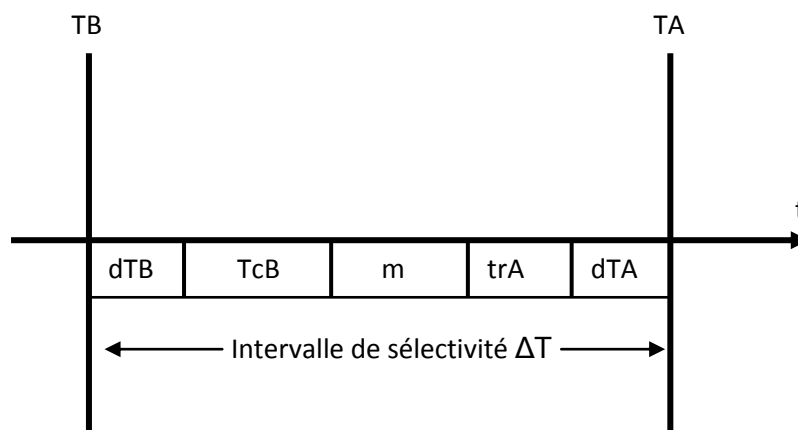 TB TA
t
dTB TcB m trA dTA
Intervalle de sélectivité ΔT